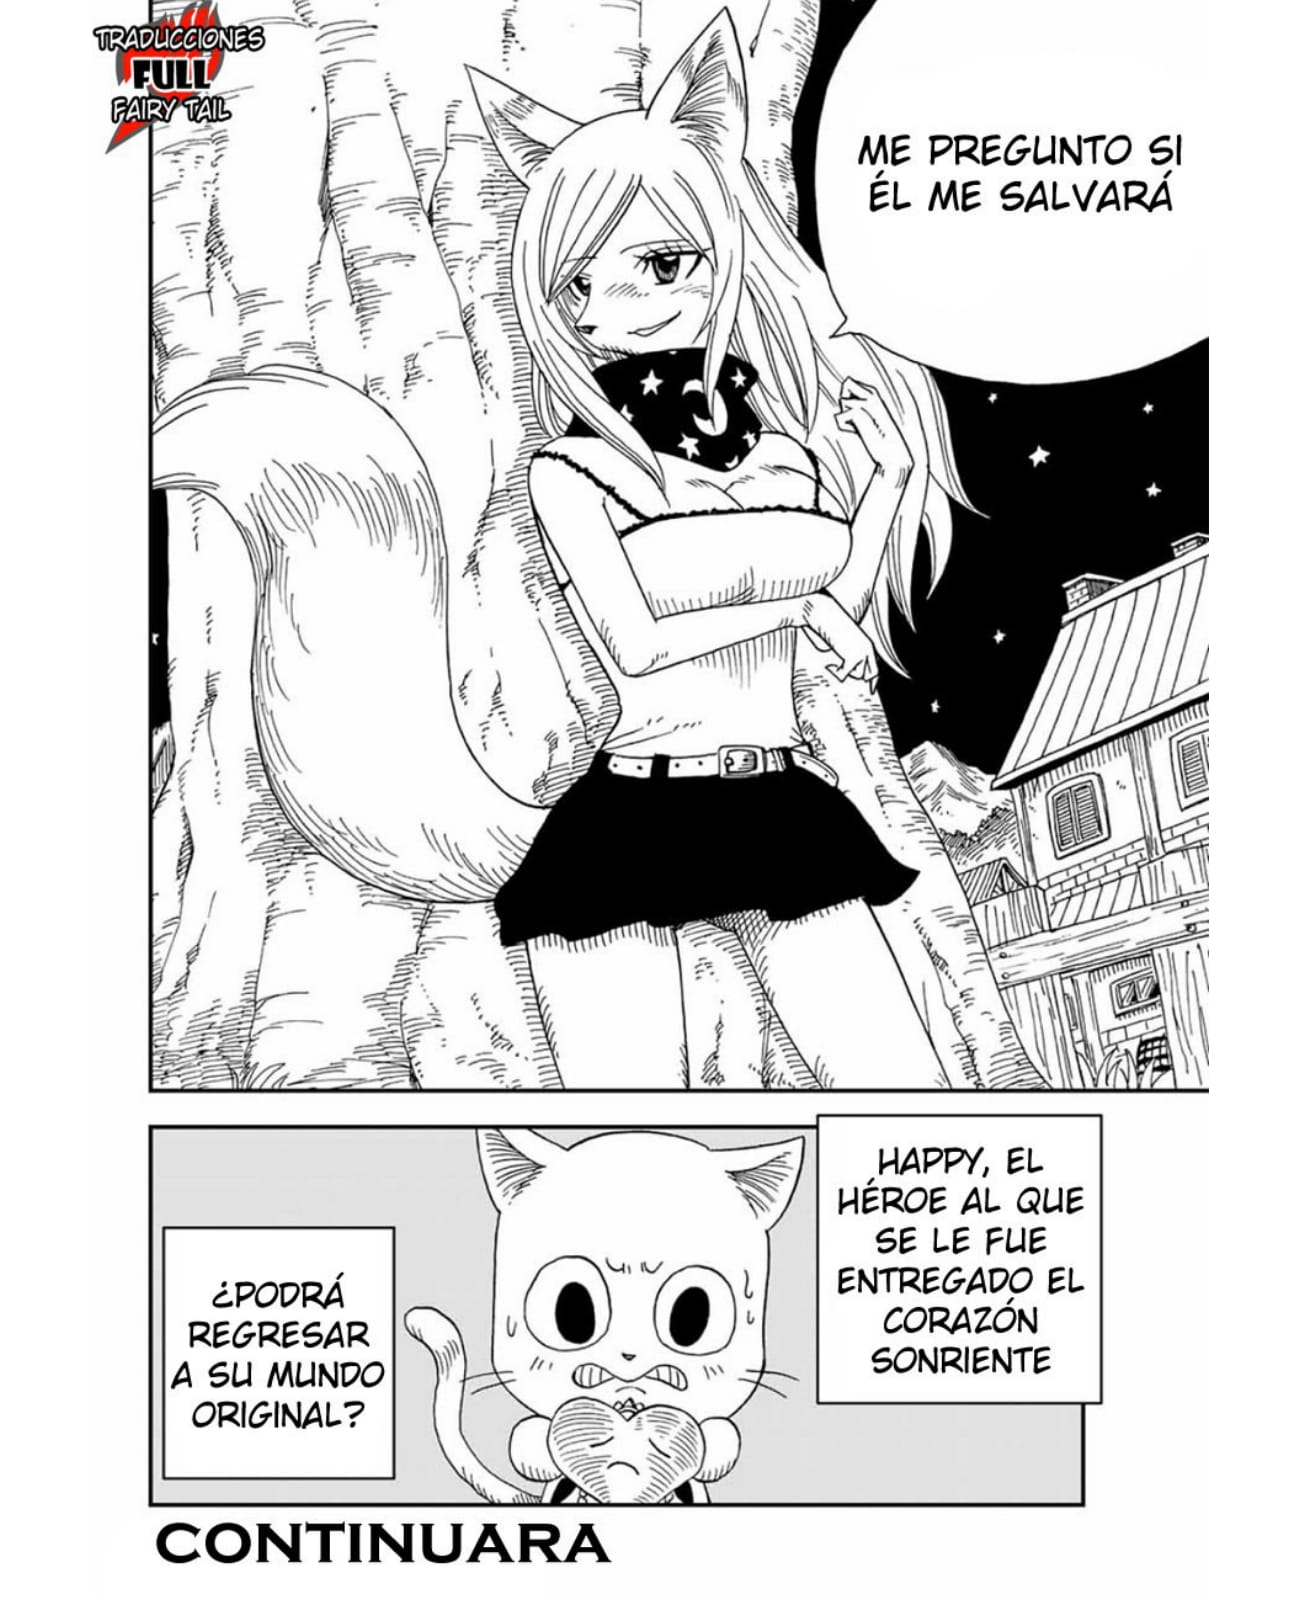 TRADUCCIONES
FULL
FAIRY TAIL
ME PREGUNTO SI
ÉL ME SALVARÁ
HAPPY, EL
HÉROE AL QUE
SE LE FUE
ENTREGADO EL
CORAZÓN
SONRIENTE
¿PODRÁ
REGRESAR
A SU MUNDO
ORIGINAL?
CONTINUARA